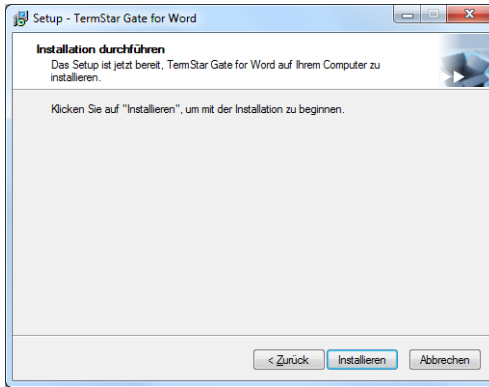 Setup - TermStar Gate for Word
Installation durchführen
Das Setup ist jetzt bereit, TermStar Gate for Word auf Ihrem Computer zu
installieren.
Klicken Sie auf "Installieren", um mit der Installation zu beginnen.
< Zurück
Installieren
Abbrechen